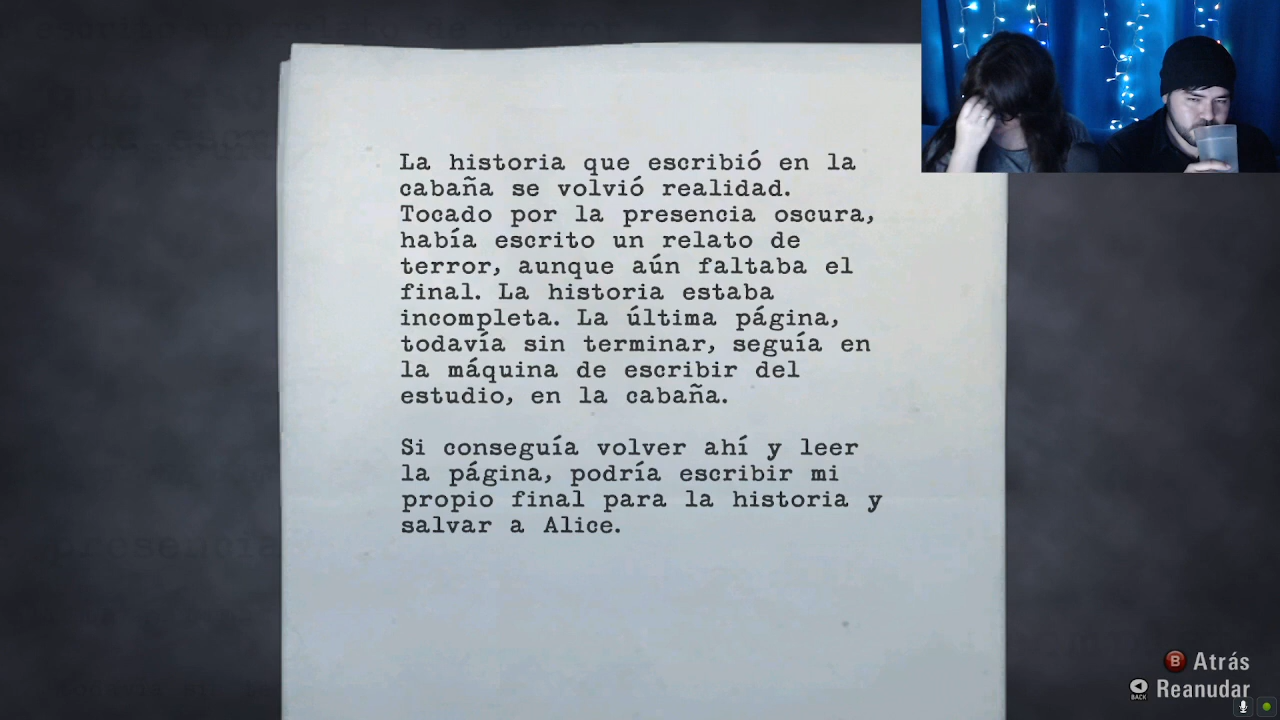 La historia que escribió en la
cabaña se volvió realidad.
Tocado por la presencia oscura,
había escrito un relato de
terror, aunque aún faltaba el
final. La historia estaba
incompleta. La última página,
todavía sin terminar, seguía en
la máquina de escribir del
estudio, en la cabaña.
Si conseguía volver ahí y leer
la página, podría escribir mi
propio final para la historia y
salvar a Alice.
B Atrás
BACK Reanudar